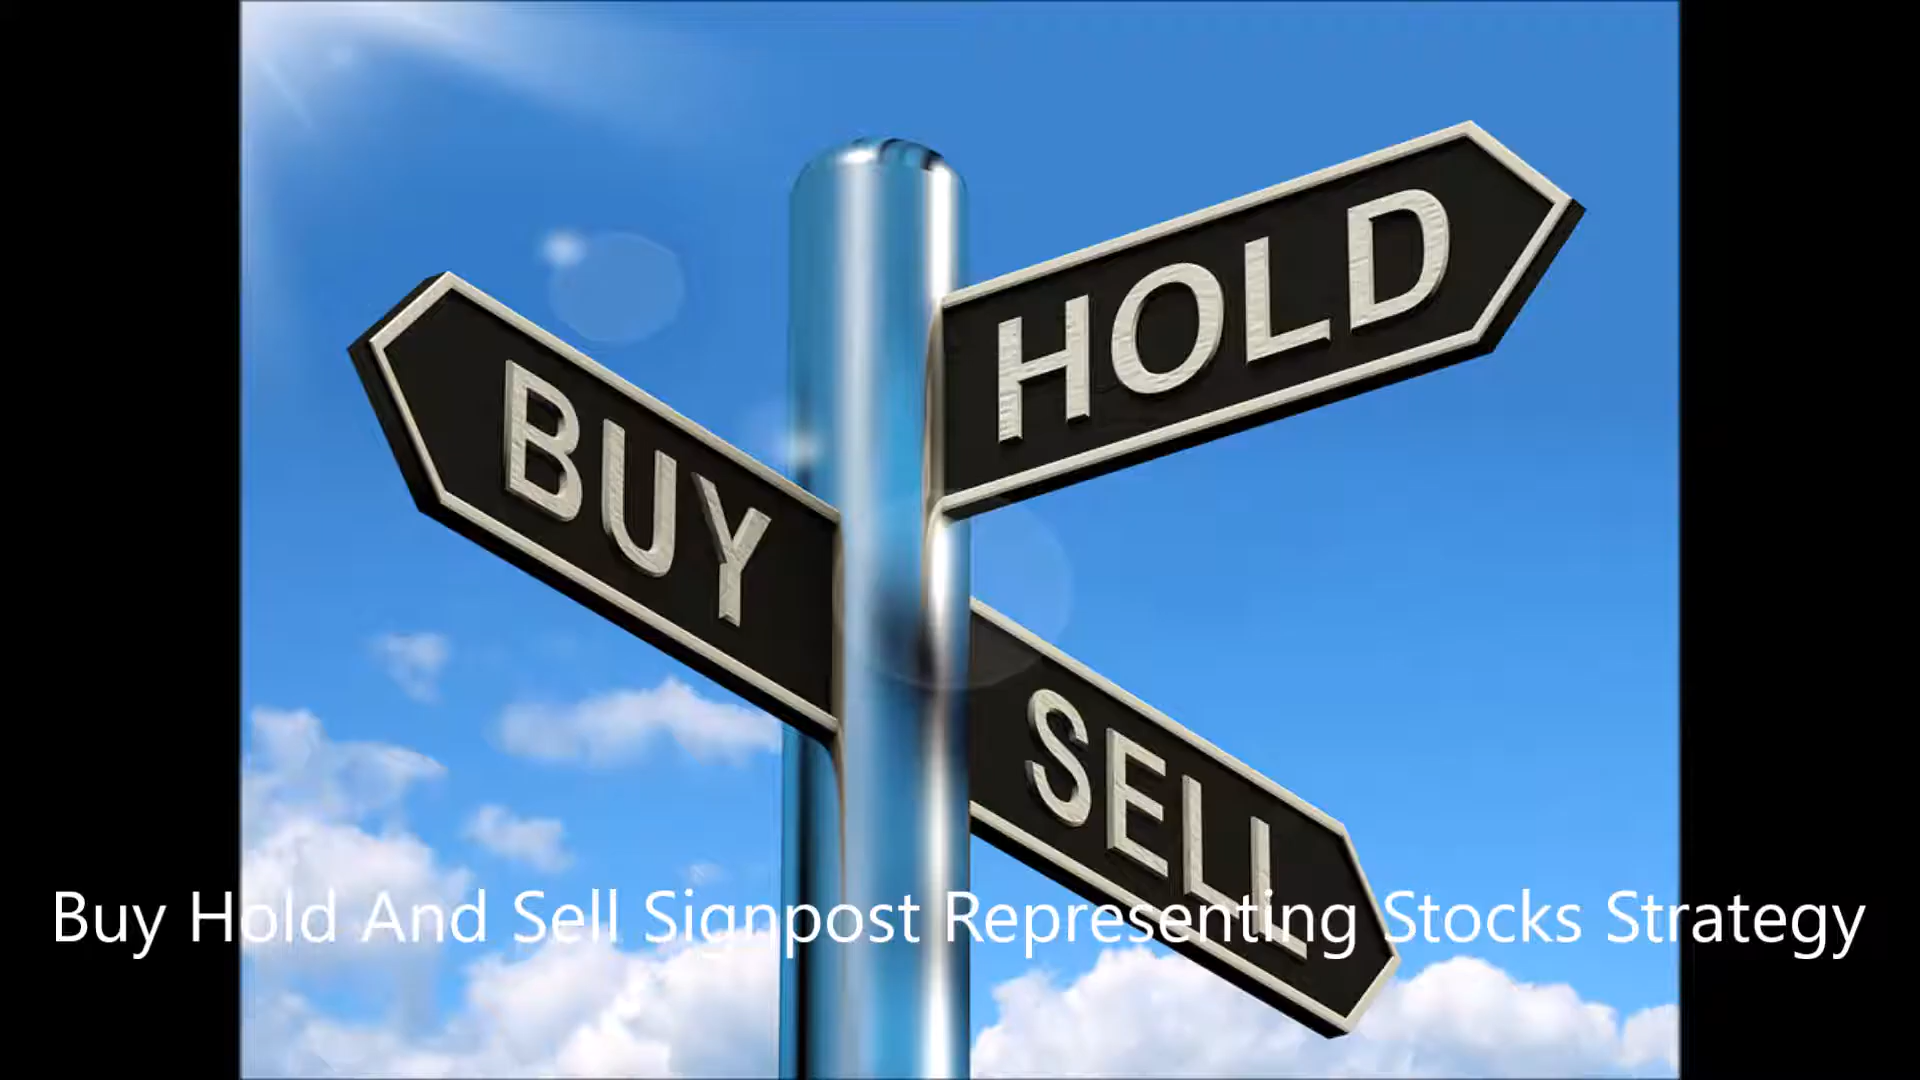 HOLD
BUY
SELL
Buy Hold And Sell Signpost Representing Stocks Strategy